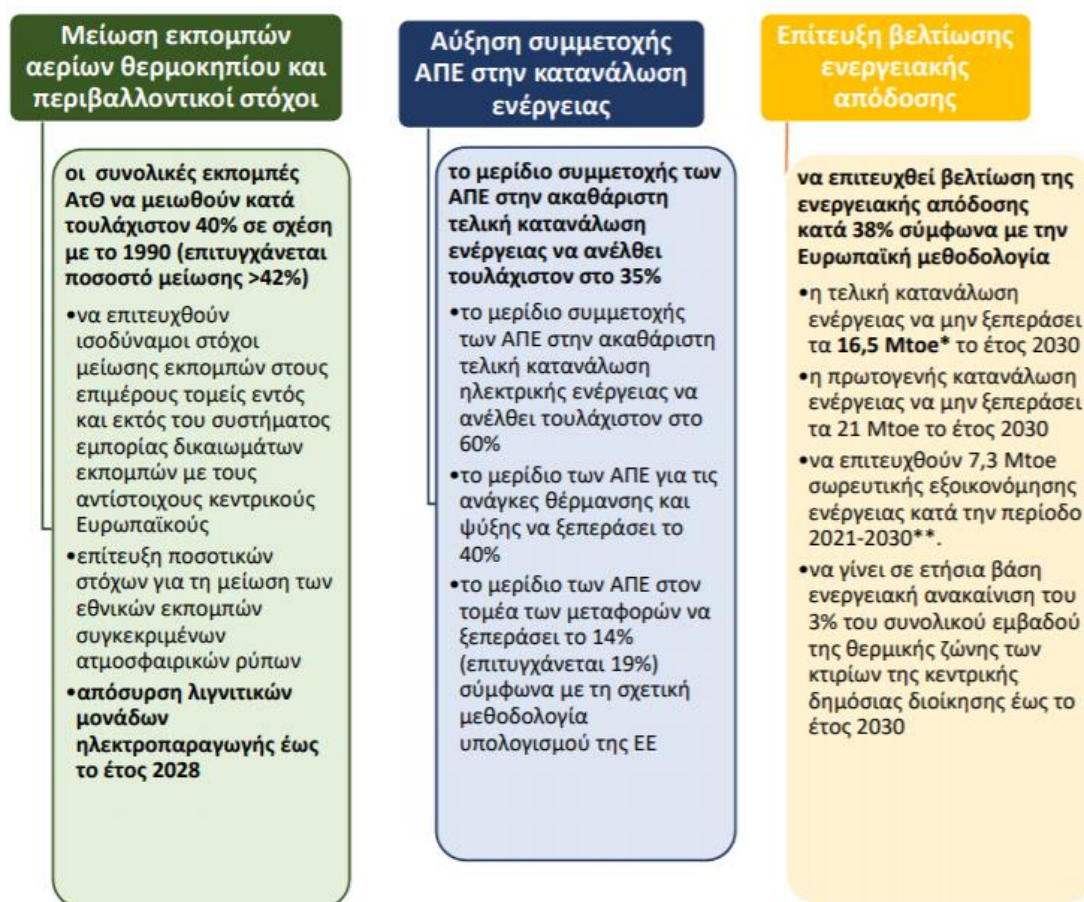 Μείωση εκπομπών
αερίων θερμοκηπίου και
περιβαλλοντικοί στόχοι
οι συνολικές εκπομπές
ΑτΘ να μειωθούν κατά
τουλάχιστον 40% σε σχέση
με το 1990 (επιτυγχάνεται
ποσοστό μείωσης >42%)
•να επιτευχθούν
ισοδύναμοι στόχοι
μείωσης εκπομπών στους
επιμέρους τομείς εντός
και εκτός του συστήματος
εμπορίας δικαιωμάτων
εκπομπών με τους
αντίστοιχους κεντρικούς
Ευρωπαϊκούς
•επίτευξη ποσοτικών
στόχων για τη μείωση των
εθνικών εκπομπών
συγκεκριμένων
ατμοσφαιρικών ρύπων
•απόσυρση λιγνιτικών
μονάδων
ηλεκτροπαραγωγής έως
το έτος 2028
Αύξηση συμμετοχής
ΑΠΕ στην κατανάλωση
ενέργειας
το μερίδιο συμμετοχής των
ΑΠΕ στην ακαθάριστη
τελική κατανάλωση
ενέργειας να ανέλθει
τουλάχιστον στο 35%
•το μερίδιο συμμετοχής
των ΑΠΕ στην ακαθάριστη
τελική κατανάλωση
ηλεκτρικής ενέργειας να
ανέλθει τουλάχιστον στο
60%
•το μερίδιο των ΑΠΕ για τις
ανάγκες θέρμανσης και
ψύξης να ξεπεράσει το
40%
•το μερίδιο των ΑΠΕ στον
τομέα των μεταφορών να
ξεπεράσει το 14%
(επιτυγχάνεται 19%)
σύμφωνα με τη σχετική
μεθοδολογία
υπολογισμού της ΕΕ
Επίτευξη βελτίωσης
ενεργειακής
απόδοσης
να επιτευχθεί βελτίωση της
ενεργειακής απόδοσης
κατά 38% σύμφωνα με την
Ευρωπαϊκή μεθοδολογία
•η τελική κατανάλωση
ενέργειας να μην ξεπεράσει
τα 16,5 Mtoe* το έτος 2030
•η πρωτογενής κατανάλωση
ενέργειας να μην ξεπεράσει
τα 21 Mtoe το έτος 2030
•να επιτευχθούν 7,3 Mtoe
σωρευτικής εξοικονόμησης
ενέργειας κατά την περίοδο
2021-2030**.
•να γίνει σε ετήσια βάση
ενεργειακή ανακαίνιση του
3% του συνολικού εμβαδού
της θερμικής ζώνης των
κτιρίων της κεντρικής
δημόσιας διοίκησης έως το
έτος 2030